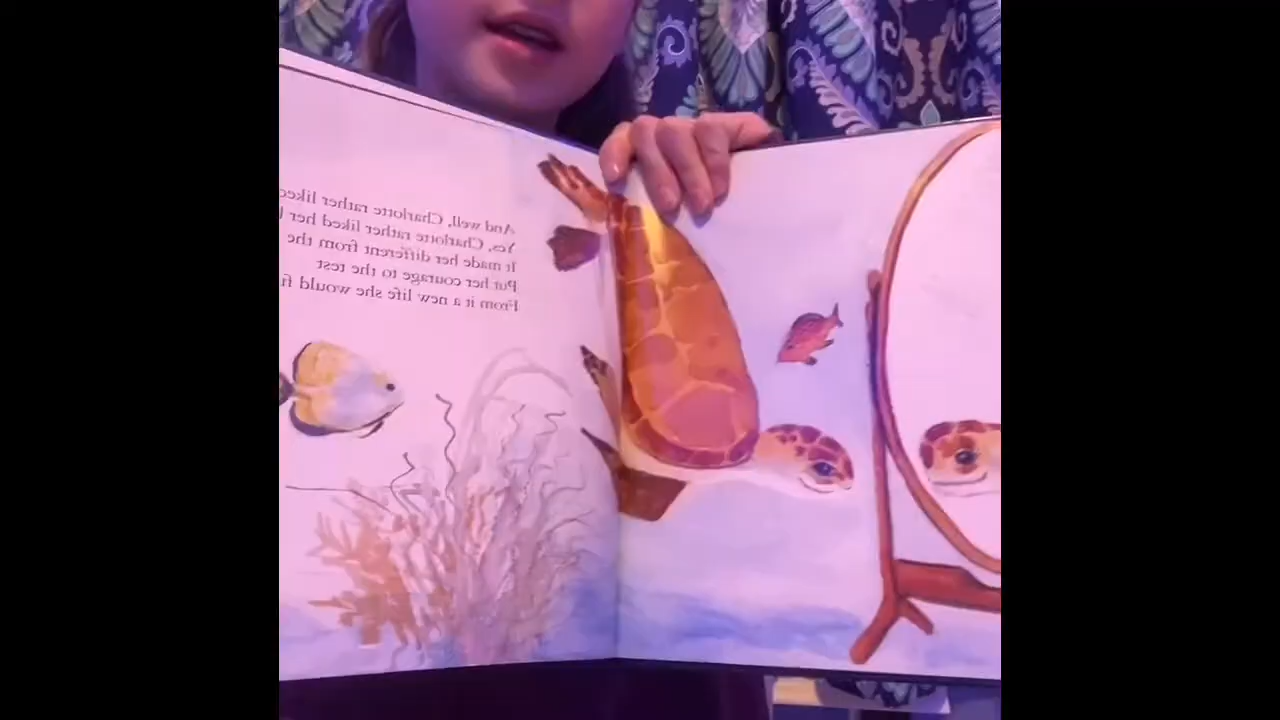 And well, Charlotte rather liked
Yes, Charlotte rather liked her
It made her different from the
Put her courage to the test
From it a new life she would